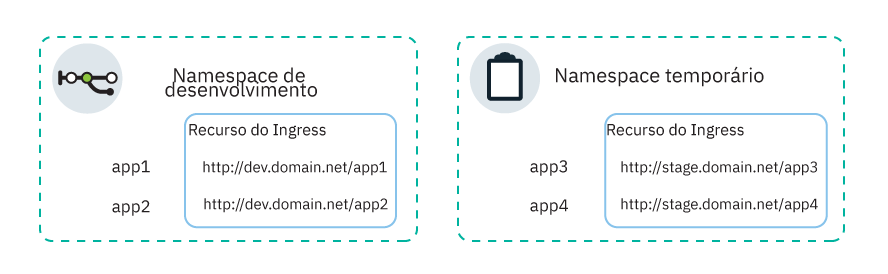 Namespace de
desenvolvimento
Recurso do Ingress
app1
http://dev.domain.net/app1
app2
http://dev.domain.net/app2
Namespace temporário
Recurso do Ingress
app3
http://stage.domain.net/app3
app4
http://stage.domain.net/app4